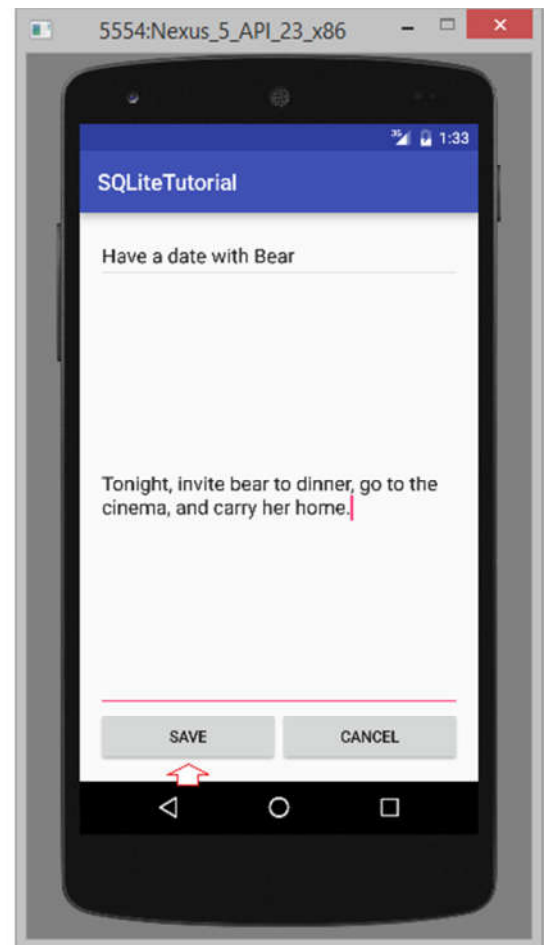 5554:Nexus_5_API_23_x86
3G 1:33
SQLiteTutorial
Have a date with Bear
Tonight, invite bear to dinner, go to the
cinema, and carry her home.
SAVE CANCEL